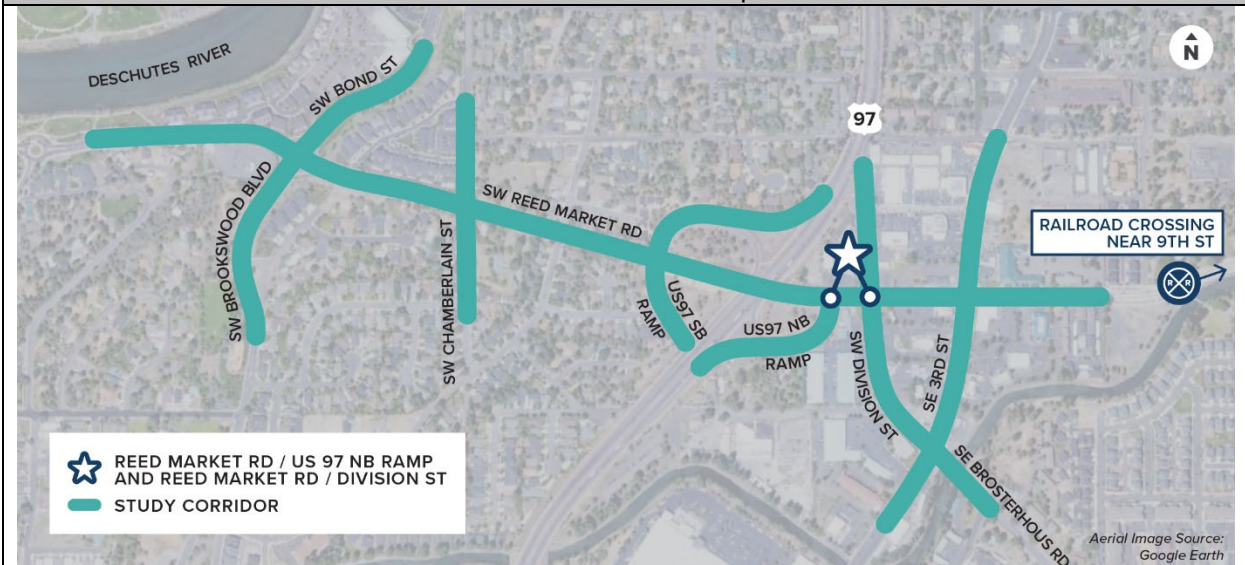 N
DESCHUTES RIVER
SW BOND ST
97
SW BROOKSWOOD BLVD
SW CHAMBERLAIN ST
SW REED MARKET RD
RAILROAD CROSSING
NEAR 9TH ST
R R
US97 SB
RAMP
US97 NB
RAMP
SW DIVISION ST
SE 3RD ST
SE BROSTERHOUS RD
REED MARKET RD / US 97 NB RAMP
AND REED MARKET RD / DIVISION ST
STUDY CORRIDOR
Aerial Image Source:
Google Earth